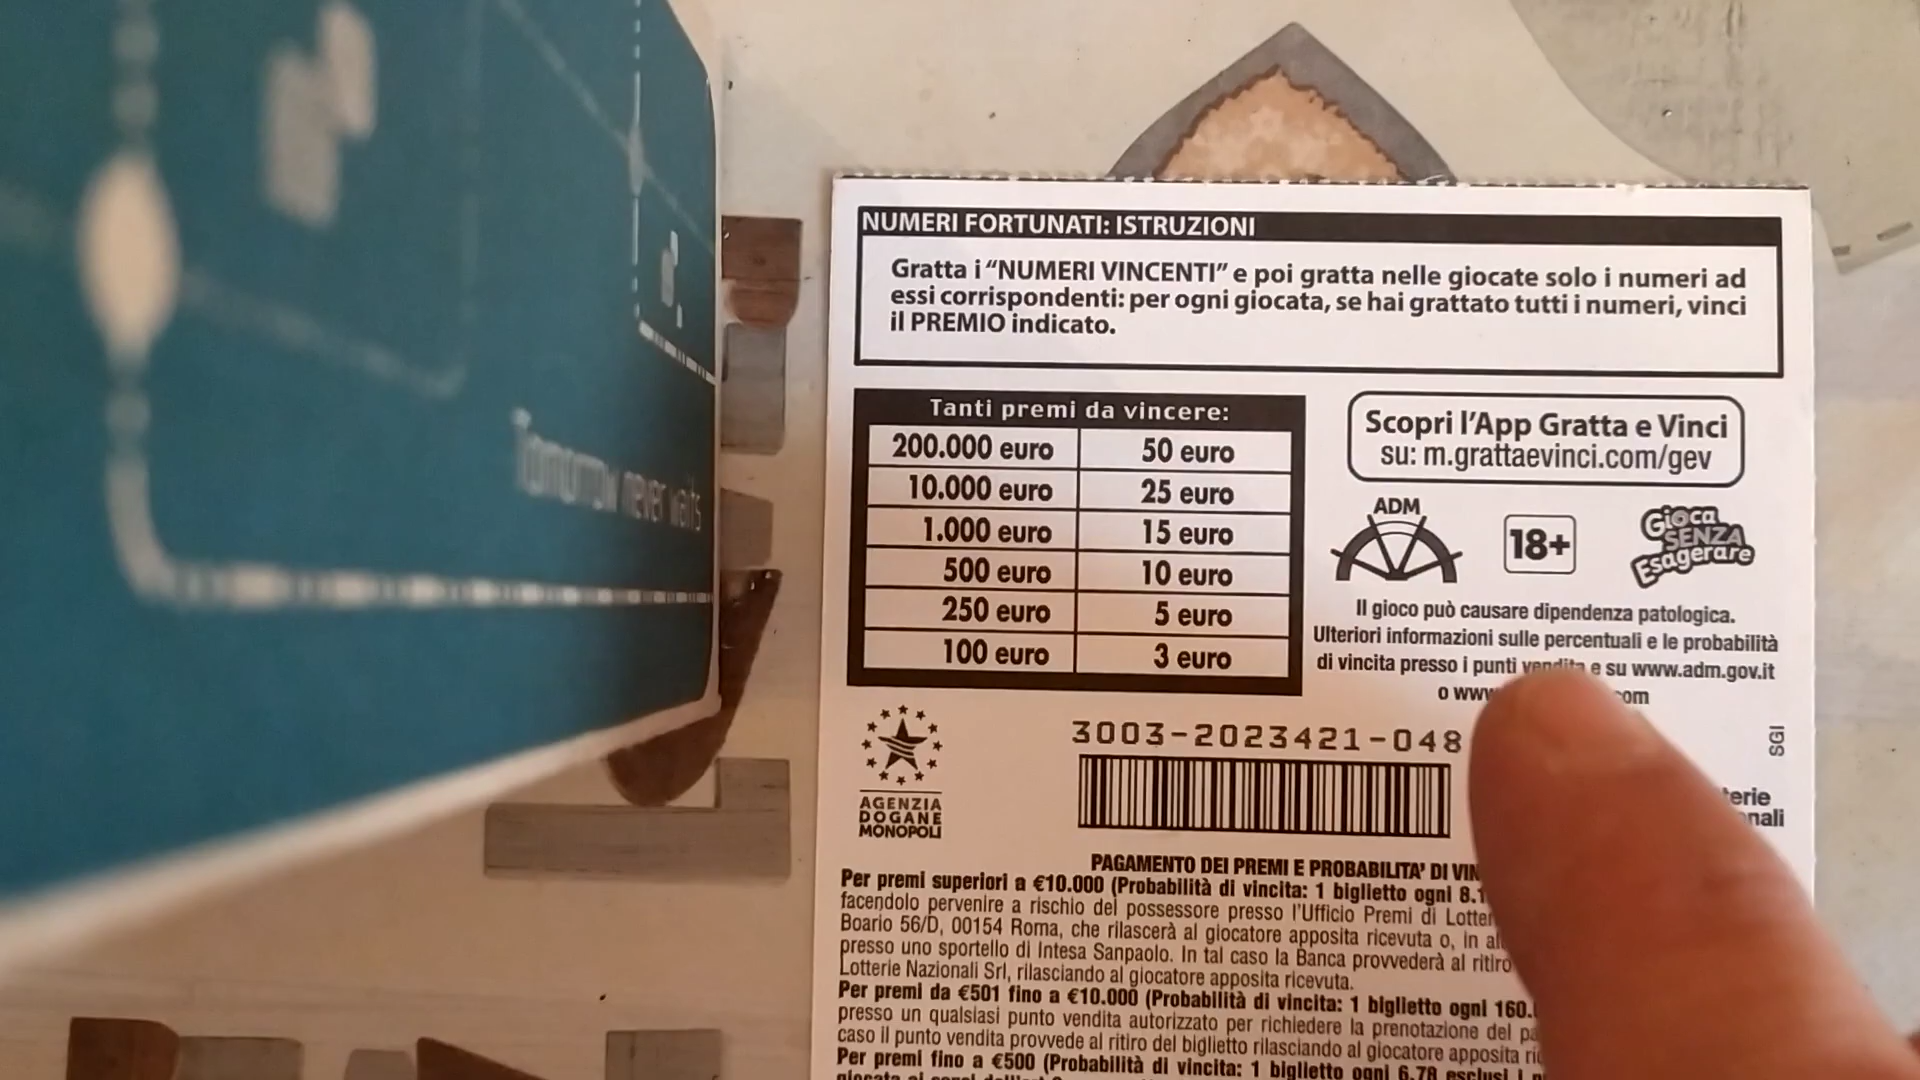 Tomorrow never waits
NUMERI FORTUNATI: ISTRUZIONI
Gratta i “NUMERI VINCENTI” e poi gratta nelle giocate solo i numeri ad
essi corrispondenti: per ogni giocata, se hai grattato tutti i numeri, vinci
il PREMIO indicato.
Tanti premi da vincere:
200.000 euro 50 euro
10.000 euro 25 euro
1.000 euro 15 euro
500 euro 10 euro
250 euro 5 euro
100 euro 3 euro
Scopri l'App Gratta e Vinci
su: m.grattaevinci.com/gev
ADM
18+
Gioca
SENZA
Esagerare
Il gioco può causare dipendenza patologica.
Ulteriori informazioni sulle percentuali e le probabilità
di vincita presso i punti vendita e su www.adm.gov.it
o www
3003-2023421-048
SGI
AGENZIA
DOGANE
MONOPOLI
PAGAMENTO DEI PREMI E PROBABILITA' DI VIN
Per premi superiori a €10.000 (Probabilità di vincita: 1 biglietto ogni 8.1
facendolo pervenire a rischio del possessore presso l'Ufficio Premi di Lotter
Boario 56/D, 00154 Roma, che rilascerà al giocatore apposita ricevuta o, in al
presso uno sportello di Intesa Sanpaolo. In tal caso la Banca provvederà al ritiro
Lotterie Nazionali Srl, rilasciando al giocatore apposita ricevuta.
Per premi da €501 fino a €10.000 (Probabilità di vincita: 1 biglietto ogni 160.
presso un qualsiasi punto vendita autorizzato per richiedere la prenotazione del pa
caso il punto vendita provvede al ritiro del biglietto rilasciando al giocatore apposita ric
Per premi fino a €500 (Probabilità di vincita: 1 biglietto ogni 6,78 esclusi i